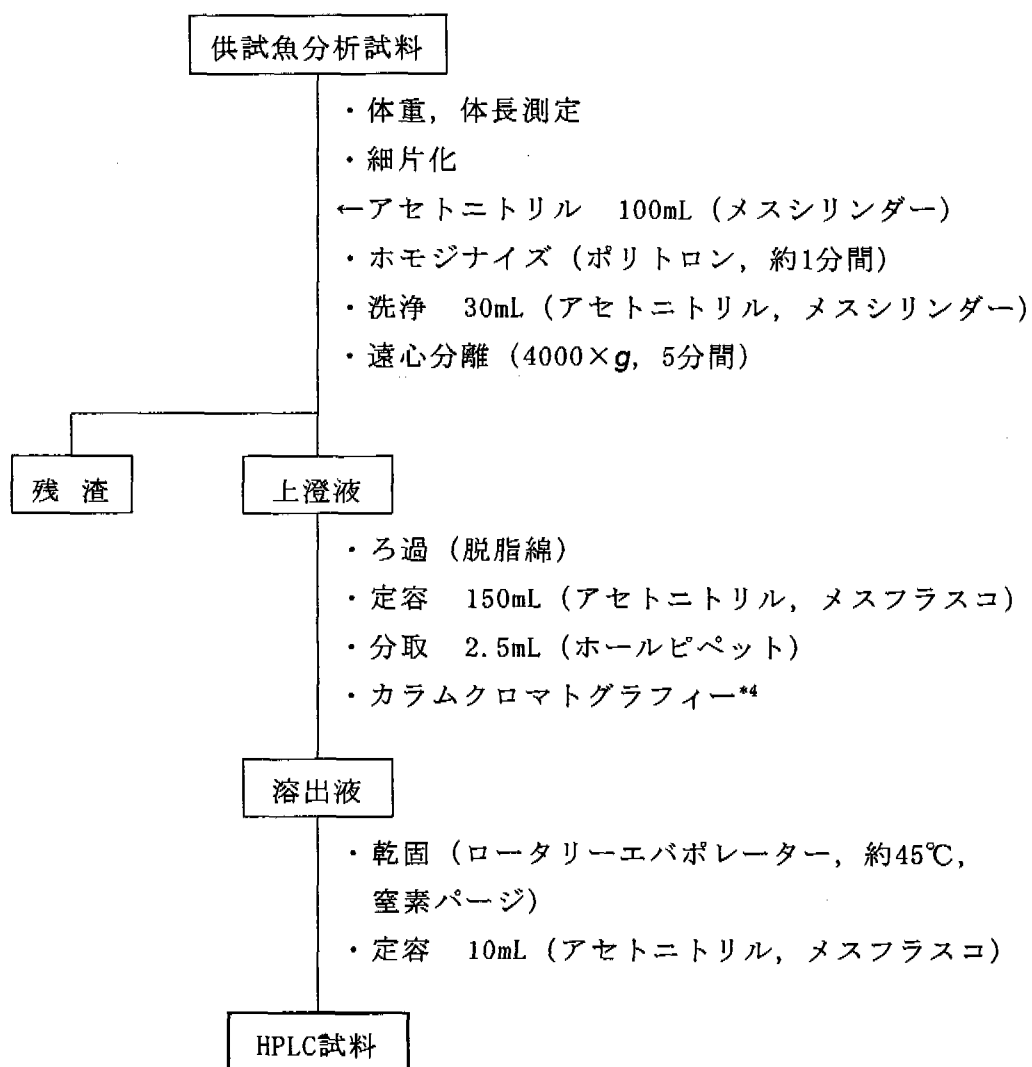 供試魚分析試料
・体重，体長測定
・細片化
←アセトニトリル　100mL（メスシリンダー）
・ホモジナイズ（ポリトロン，約1分間）
・洗浄　30mL（アセトニトリル，メスシリンダー）
・遠心分離（4000×g，5分間）
残 渣
上澄液
・ろ過（脱脂綿）
・定容　150mL（アセトニトリル，メスフラスコ）
・分取　2.5mL（ホールピペット）
・カラムクロマトグラフィー*4
溶出液
・乾固（ロータリーエバポレーター，約45℃，
窒素パージ）
・定容　10mL（アセトニトリル，メスフラスコ）
HPLC試料